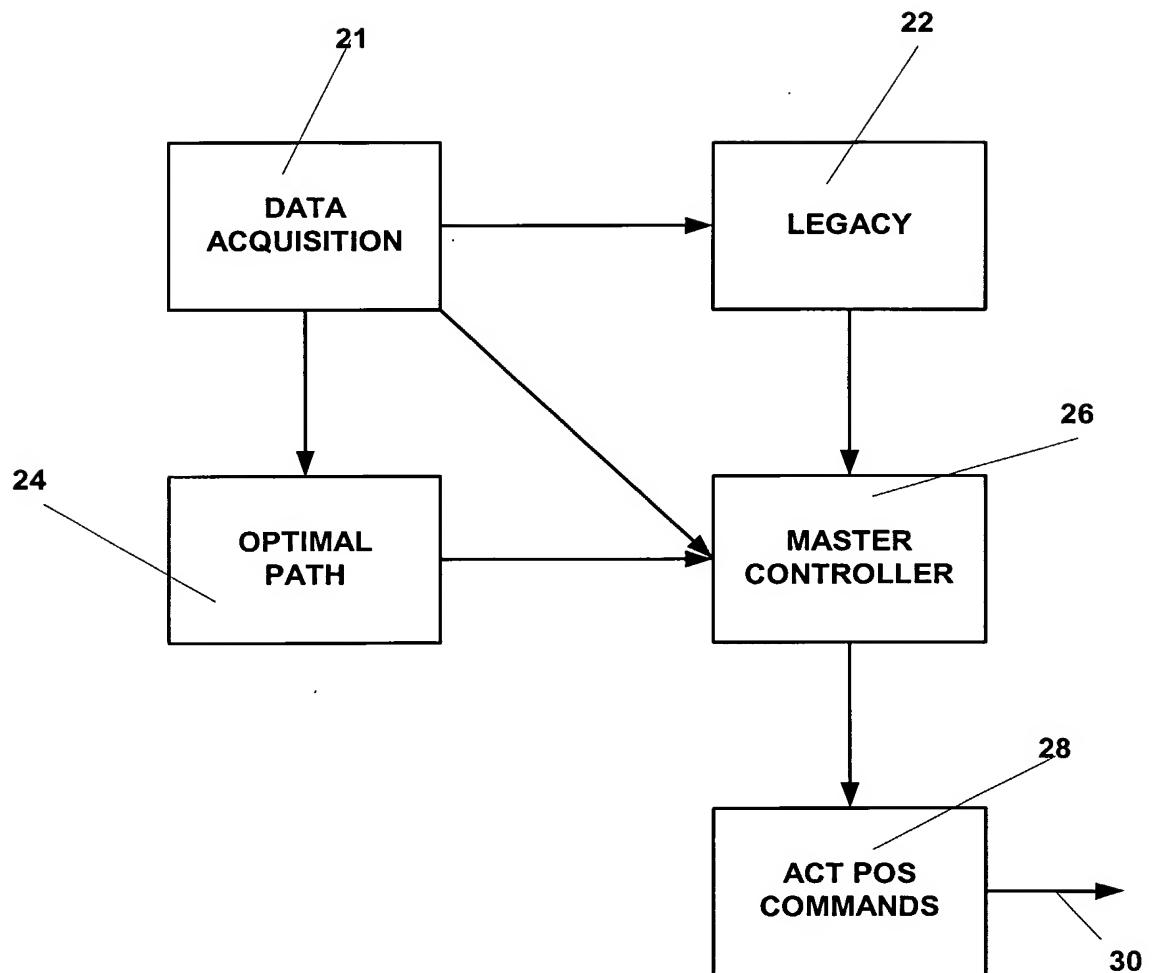 21
22
DATA
ACQUISITION
LEGACY
24
26
OPTIMAL
PATH
MASTER
CONTROLLER
28
ACT POS
COMMANDS
30